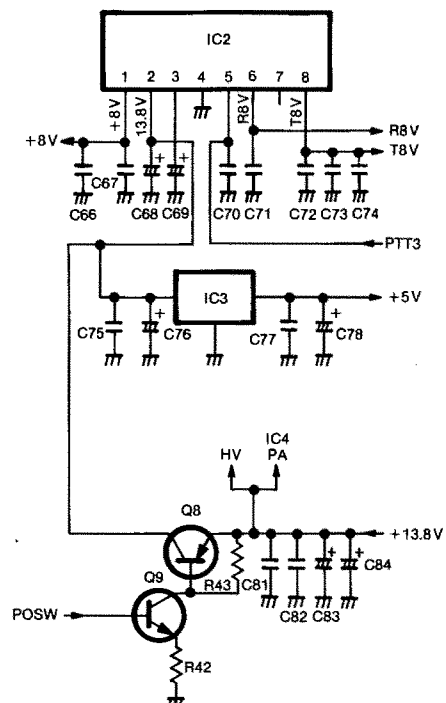 IC2
1 2 3 4 5 6 7 8
+8V 13.8V R8V T8V
+8V
R8V
T8V
C66 C67 C68 C69 C70 C71 C72 C73 C74
PTT3
IC3
+5V
C75 C76 C77 C78
HV
IC4
PA
Q8
+13.8V
R43 C81 C82 C83 C84
Q9
POSW
R42